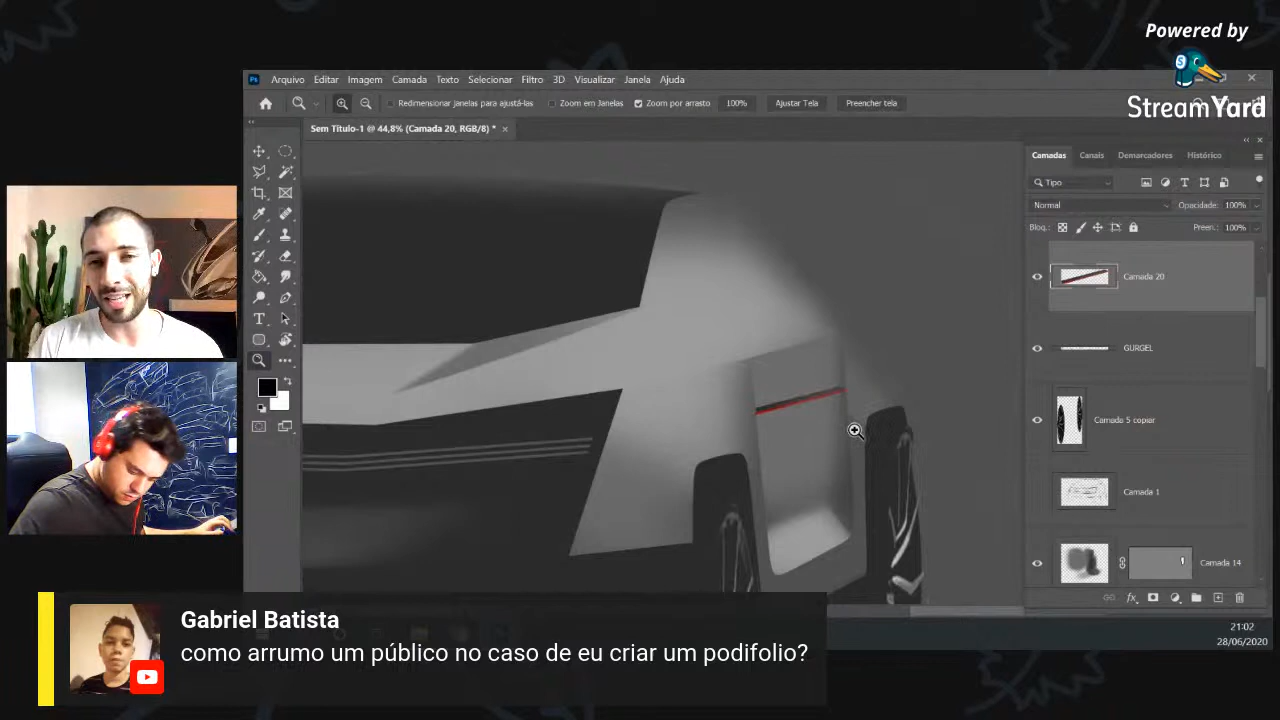 Powered by
StreamYard
Ps Arquivo Editar Imagem Camada Texto Selecionar Filtro 3D Visualizar Janela Ajuda
Redimensionar janelas para ajustá-las Zoom em Janelas Zoom por arrasto 100% Ajustar Tela Preencher tela
Sem Título-1 @ 44,8% (Camada 20, RGB/8) *
Camadas Canais Demarcadores Histórico
Tipo
Normal Opacidade: 100%
Bloq.: Preen.: 100%
Camada 20
GURGEL
Camada 5 copiar
Camada 1
Camada 14
fx
21:02
28/06/2020
Gabriel Batista
como arrumo um público no caso de eu criar um podifolio?